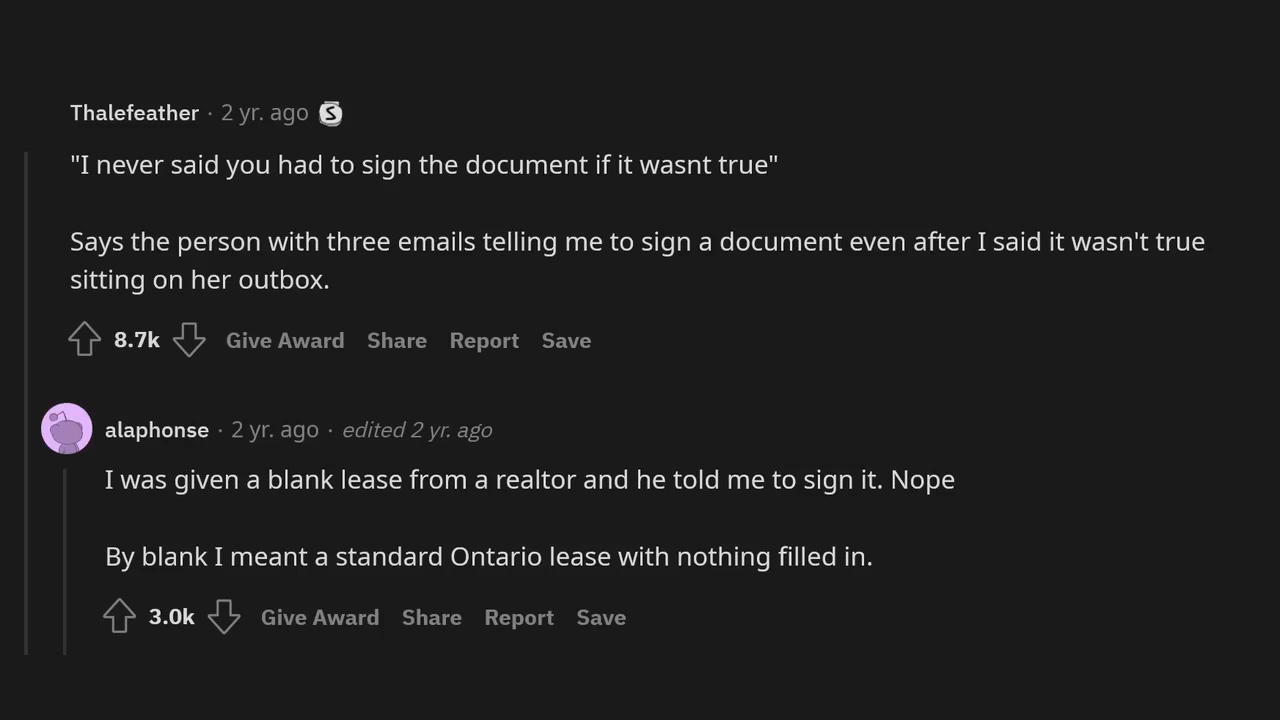 Thalefeather · 2 yr. ago S
"I never said you had to sign the document if it wasnt true"
Says the person with three emails telling me to sign a document even after I said it wasn't true
sitting on her outbox.
8.7k Give Award Share Report Save
alaphonse · 2 yr. ago · edited 2 yr. ago
I was given a blank lease from a realtor and he told me to sign it. Nope
By blank I meant a standard Ontario lease with nothing filled in.
3.0k Give Award Share Report Save